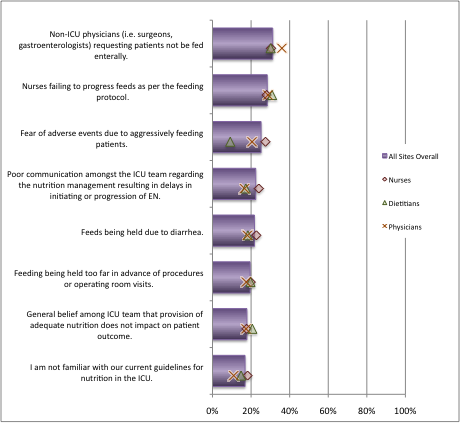 Non-ICU physicians (i.e. surgeons,
gastroenterologists) requesting patients not be fed
enterally.
Nurses failing to progress feeds as per the feeding
protocol.
Fear of adverse events due to aggressively feeding
patients.
Poor communication amongst the ICU team regarding
the nutrition management resulting in delays in
initiating or progression of EN.
Feeds being held due to diarrhea.
Feeding being held too far in advance of procedures
or operating room visits.
General belief among ICU team that provision of
adequate nutrition does not impact on patient
outcome.
I am not familiar with our current guidelines for
nutrition in the ICU.
0% 20% 40% 60% 80% 100%
All Sites Overall
Nurses
Dietitians
Physicians